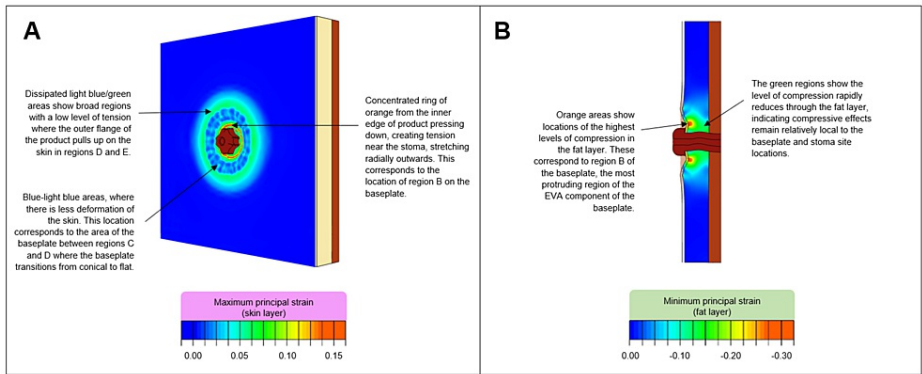 A
Dissipated light blue/green
areas show broad regions
with a low level of tension
where the outer flange of
the product pulls up on the
skin in regions D and E.
Concentrated ring of
orange from the inner
edge of product pressing
down, creating tension
near the stoma, stretching
radially outwards. This
corresponds to the
location of region B on the
baseplate.
Blue-light blue areas, where
there is less deformation of
the skin. This location
corresponds to the area of the
baseplate between regions C
and D where the baseplate
transitions from conical to flat.
Maximum principal strain
(skin layer)
0.00 0.05 0.10 0.15
B
Orange areas show
locations of the highest
levels of compression in
the fat layer. These
correspond to region B of
the baseplate, the most
protruding region of the
EVA component of the
baseplate.
The green regions show the
level of compression rapidly
reduces through the fat layer,
indicating compressive effects
remain relatively local to the
baseplate and stoma site
locations.
Minimum principal strain
(fat layer)
0.00 -0.10 -0.20 -0.30